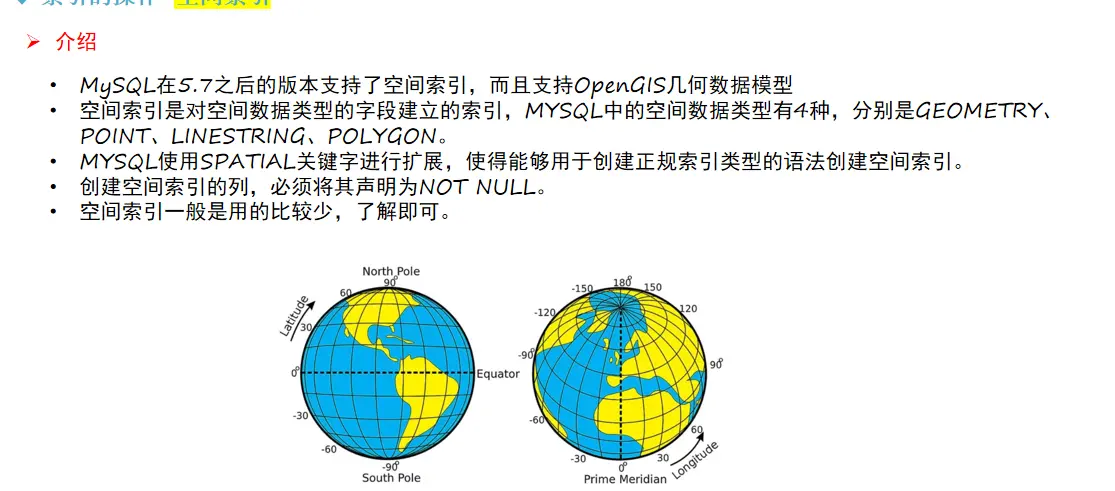 索引的操作-空间索引
介绍
• MySQL在5.7之后的版本支持了空间索引，而且支持OpenGIS几何数据模型
• 空间索引是对空间数据类型的字段建立的索引，MYSQL中的空间数据类型有4种，分别是GEOMETRY、
POINT、LINESTRING、POLYGON。
• MYSQL使用SPATIAL关键字进行扩展，使得能够用于创建正规索引类型的语法创建空间索引。
• 创建空间索引的列，必须将其声明为NOT NULL。
• 空间索引一般是用的比较少，了解即可。
North Pole
90°
60
Latitude
30
0°
Equator
-30
-60
-90°
South Pole
180°
-150
150
-120
120
-90°
90°
-60
60
-30
30
0°
Longitude
Prime Meridian